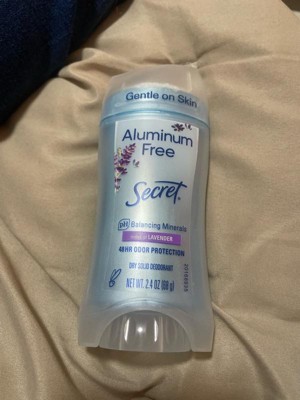 Gentle on Skin
Aluminum
Free
Secret.
pH Balancing Minerals
LAVENDER
48HR ODOR PROTECTION
DRY SOLID DEODORANT
NET WT. 2.4 OZ (68 g)